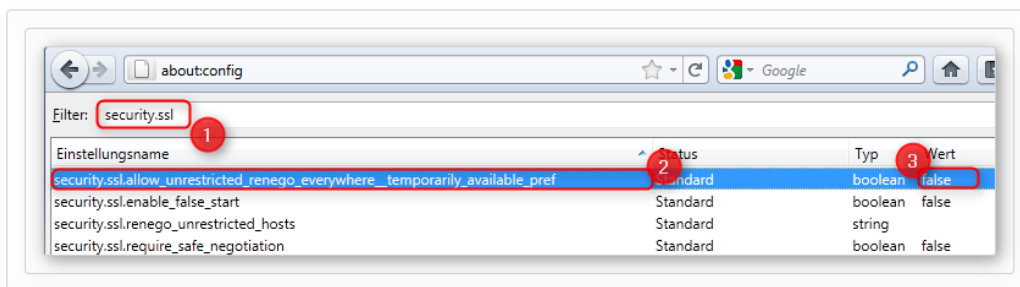 about:config Google
Filter: security.ssl
1
Einstellungsname Status Typ Wert
2 3
security.ssl.allow_unrestricted_renego_everywhere__temporarily_available_pref Standard boolean false
security.ssl.enable_false_start Standard boolean false
security.ssl.renego_unrestricted_hosts Standard string
security.ssl.require_safe_negotiation Standard boolean false